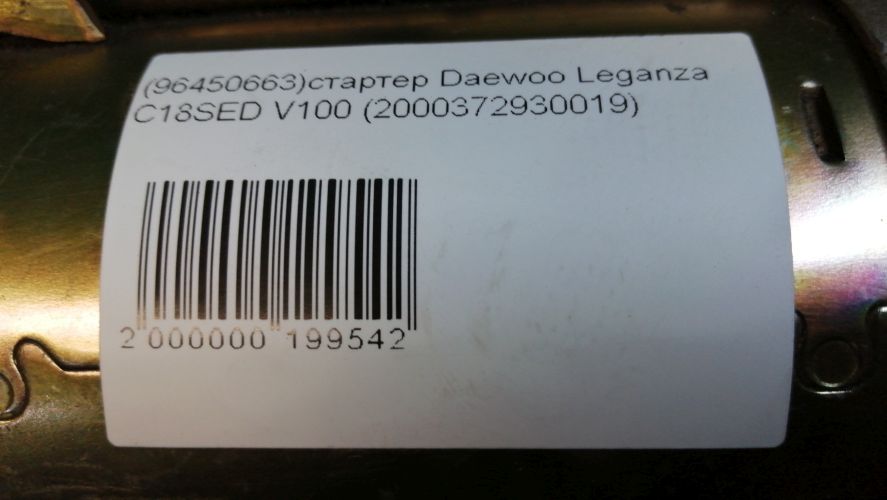 (96450663)стартер Daewoo Leganza
C18SED V100 (2000372930019)
2 000000 199542